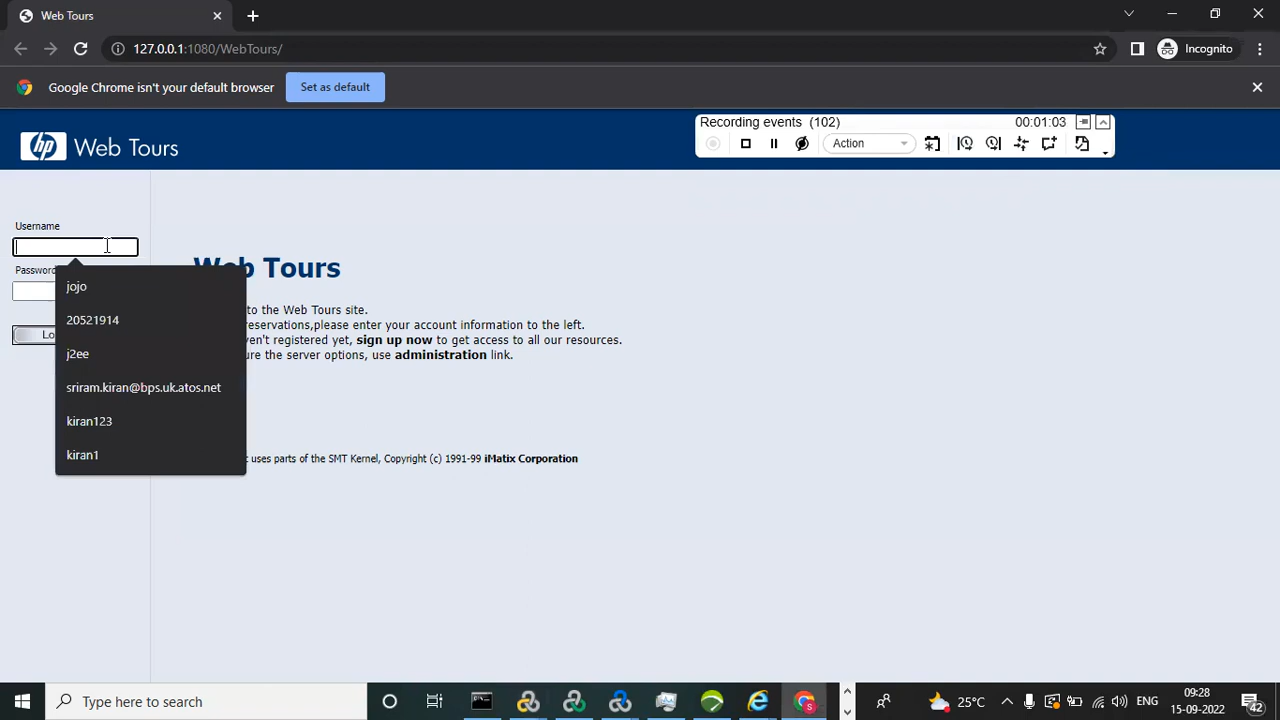 Web Tours
127.0.0.1:1080/WebTours/
Incognito
Google Chrome isn't your default browser
Set as default
hp Web Tours
Recording events (102)
00:01:03
Action
Username
Password
jojo
20521914
j2ee
sriram.kiran@bps.uk.atos.net
kiran123
kiran1
Lo
Web Tours
to the Web Tours site.
reservations,please enter your account information to the left.
en't registered yet, sign up now to get access to all our resources.
ure the server options, use administration link.
uses parts of the SMT Kernel, Copyright (c) 1991-99 iMatix Corporation
Type here to search
25°C
ENG
09:28
15-09-2022
42